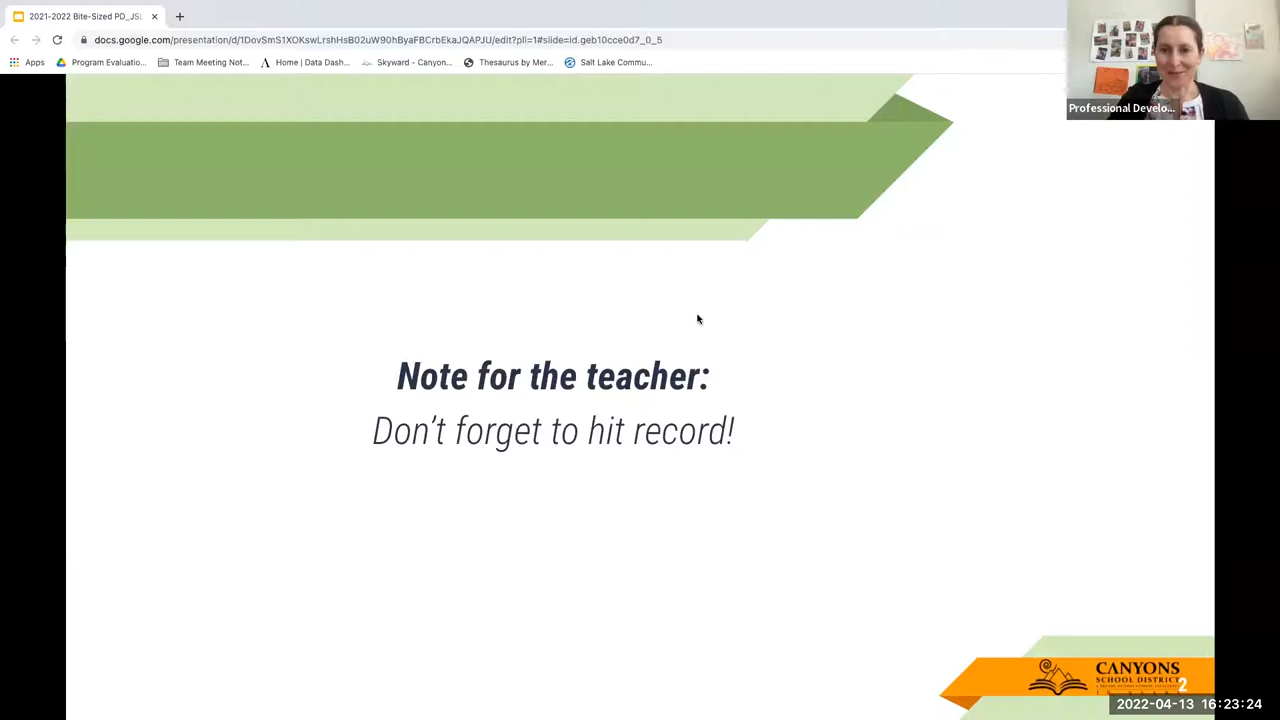 2021-2022 Bite-Sized PD_JSL
docs.google.com/presentation/d/1DovSmS1XOKswLrshHsB02uW90hByaFBCrbEkaJQAPJU/edit?pli=1#slide=id.geb10cce0d7_0_5
Apps Program Evaluatio... Team Meeting Not... Home | Data Dash... Skyward - Canyon... Thesaurus by Mer... Salt Lake Commu...
Professional Develo...
Note for the teacher:
Don’t forget to hit record!
CANYONS
SCHOOL DISTRICT
2
2022-04-13 16:23:24